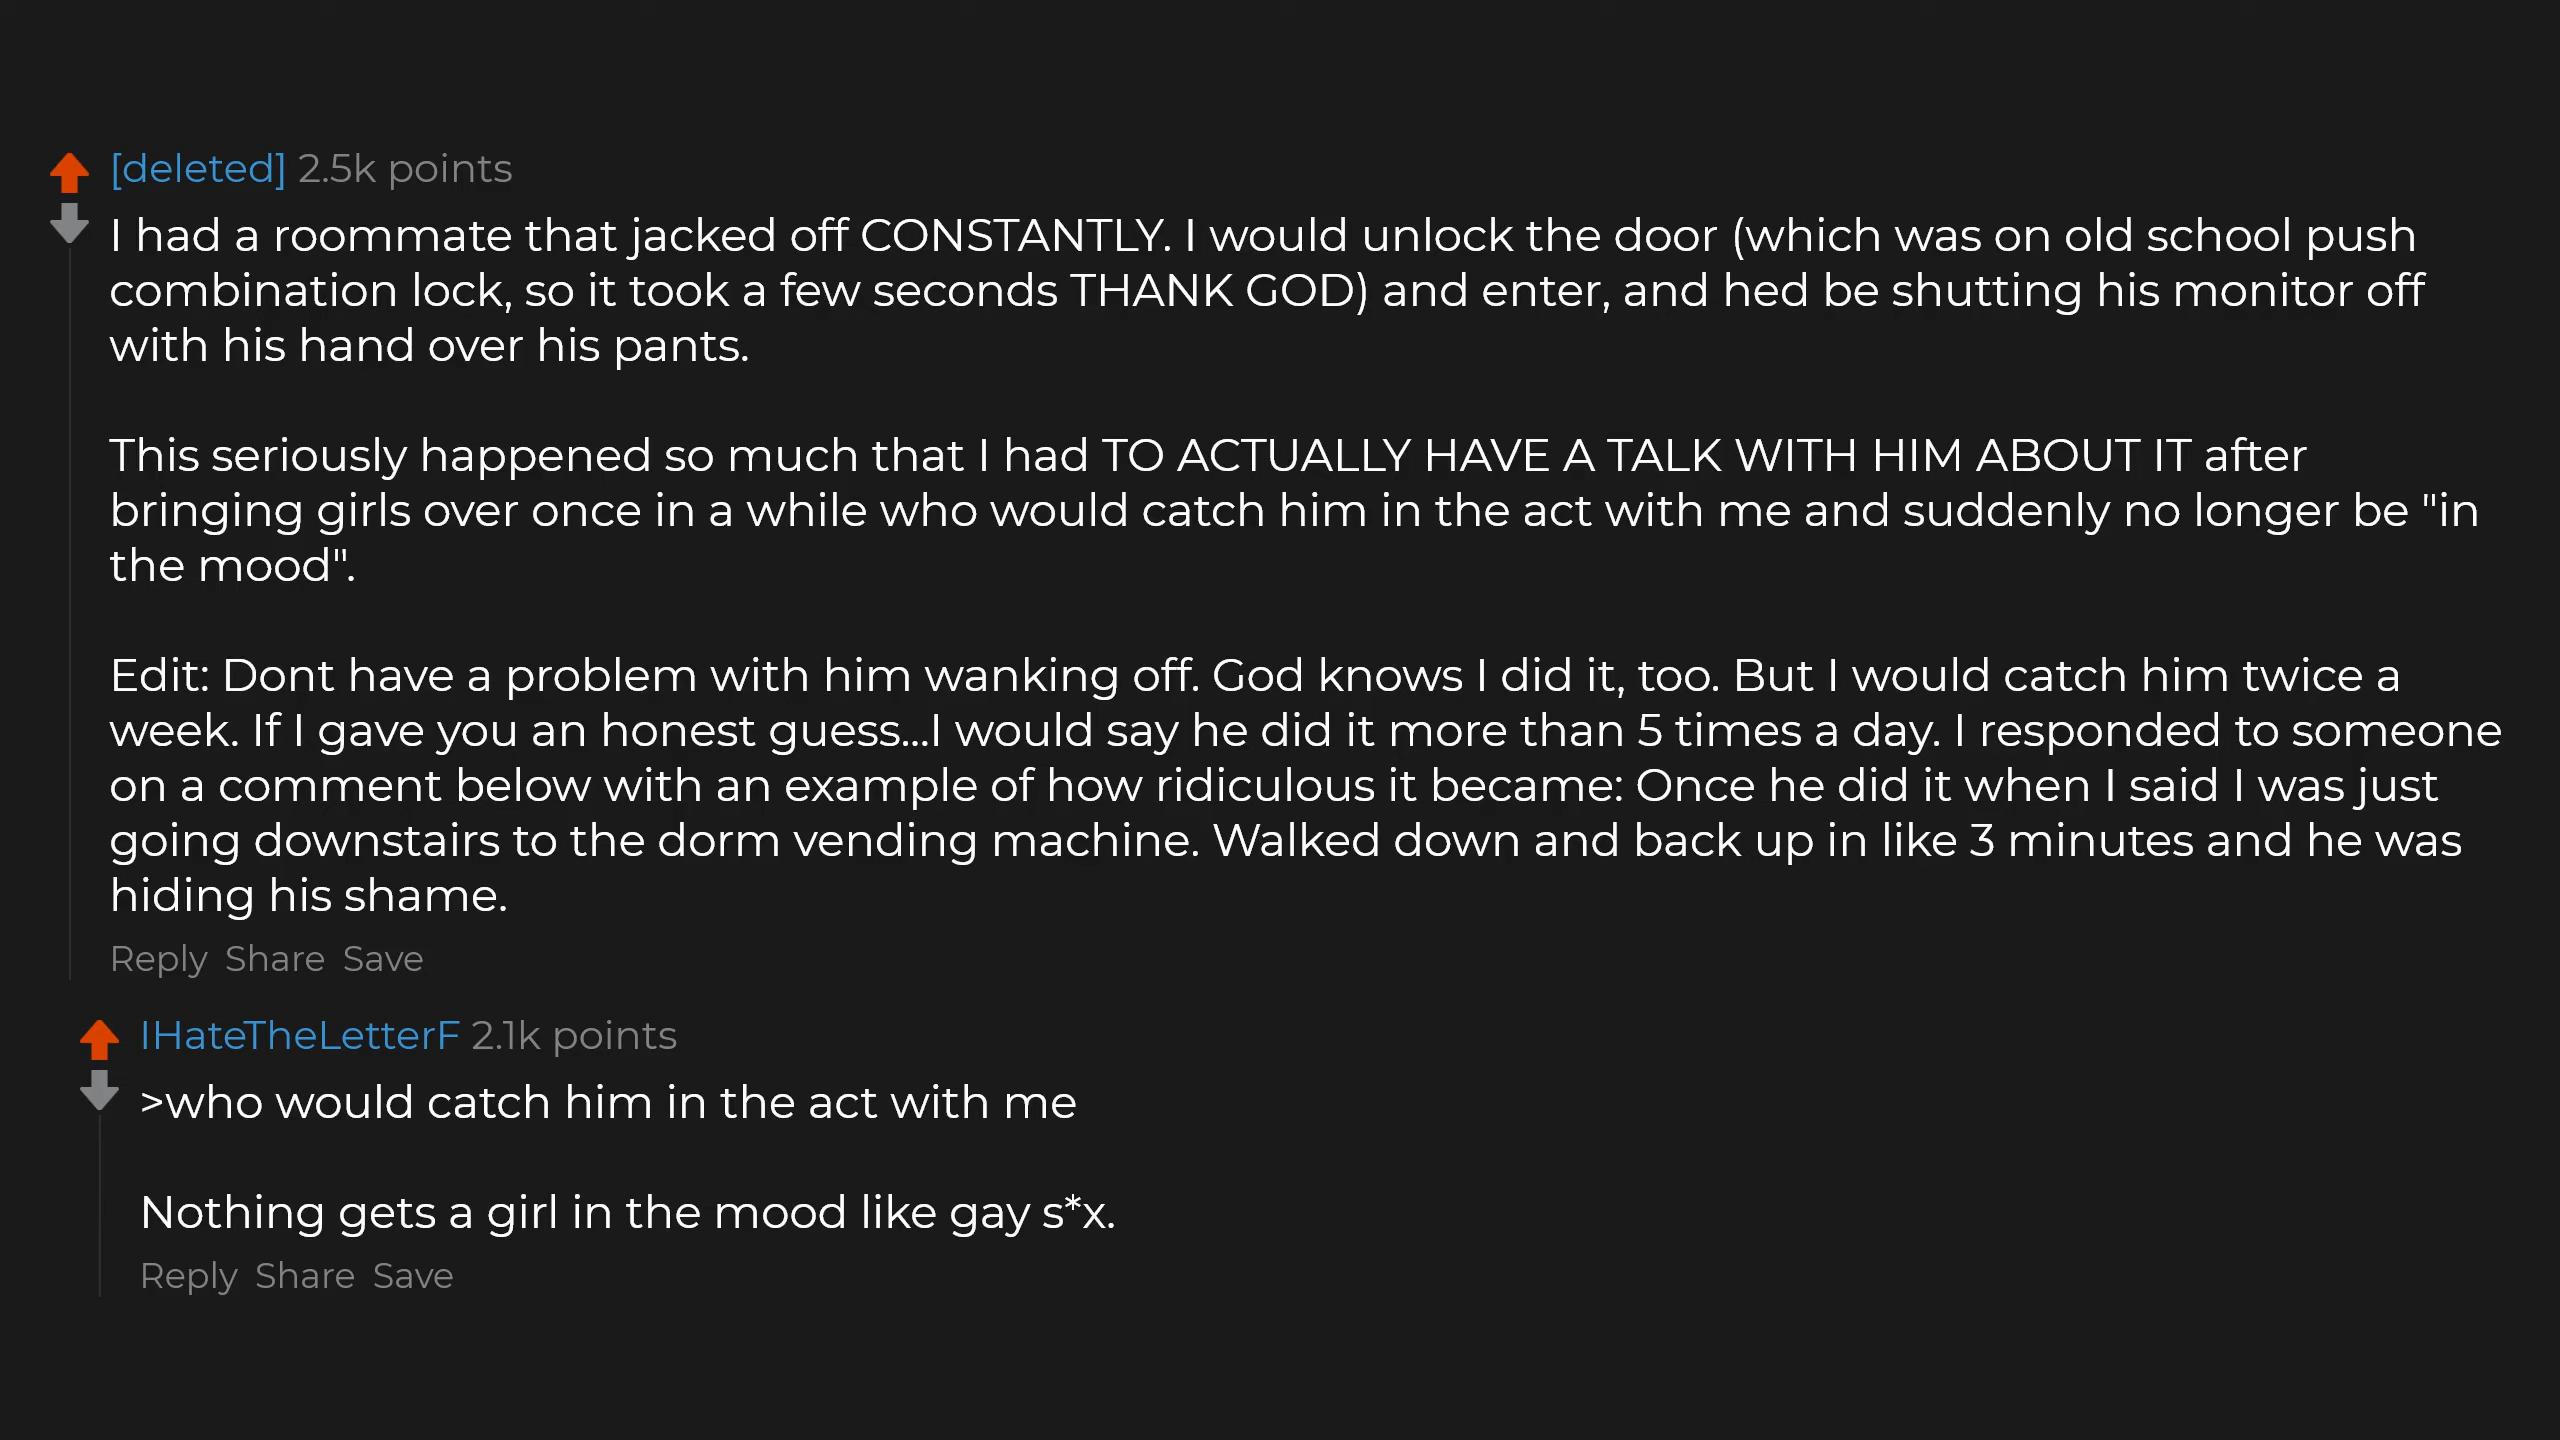 [deleted] 2.5k points
I had a roommate that jacked off CONSTANTLY. I would unlock the door (which was on old school push
combination lock, so it took a few seconds THANK GOD) and enter, and hed be shutting his monitor off
with his hand over his pants.
This seriously happened so much that I had TO ACTUALLY HAVE A TALK WITH HIM ABOUT IT after
bringing girls over once in a while who would catch him in the act with me and suddenly no longer be "in
the mood".
Edit: Dont have a problem with him wanking off. God knows I did it, too. But I would catch him twice a
week. If I gave you an honest guess...I would say he did it more than 5 times a day. I responded to someone
on a comment below with an example of how ridiculous it became: Once he did it when I said I was just
going downstairs to the dorm vending machine. Walked down and back up in like 3 minutes and he was
hiding his shame.
Reply Share Save
IHateTheLetterF 2.1k points
>who would catch him in the act with me
Nothing gets a girl in the mood like gay s*x.
Reply Share Save